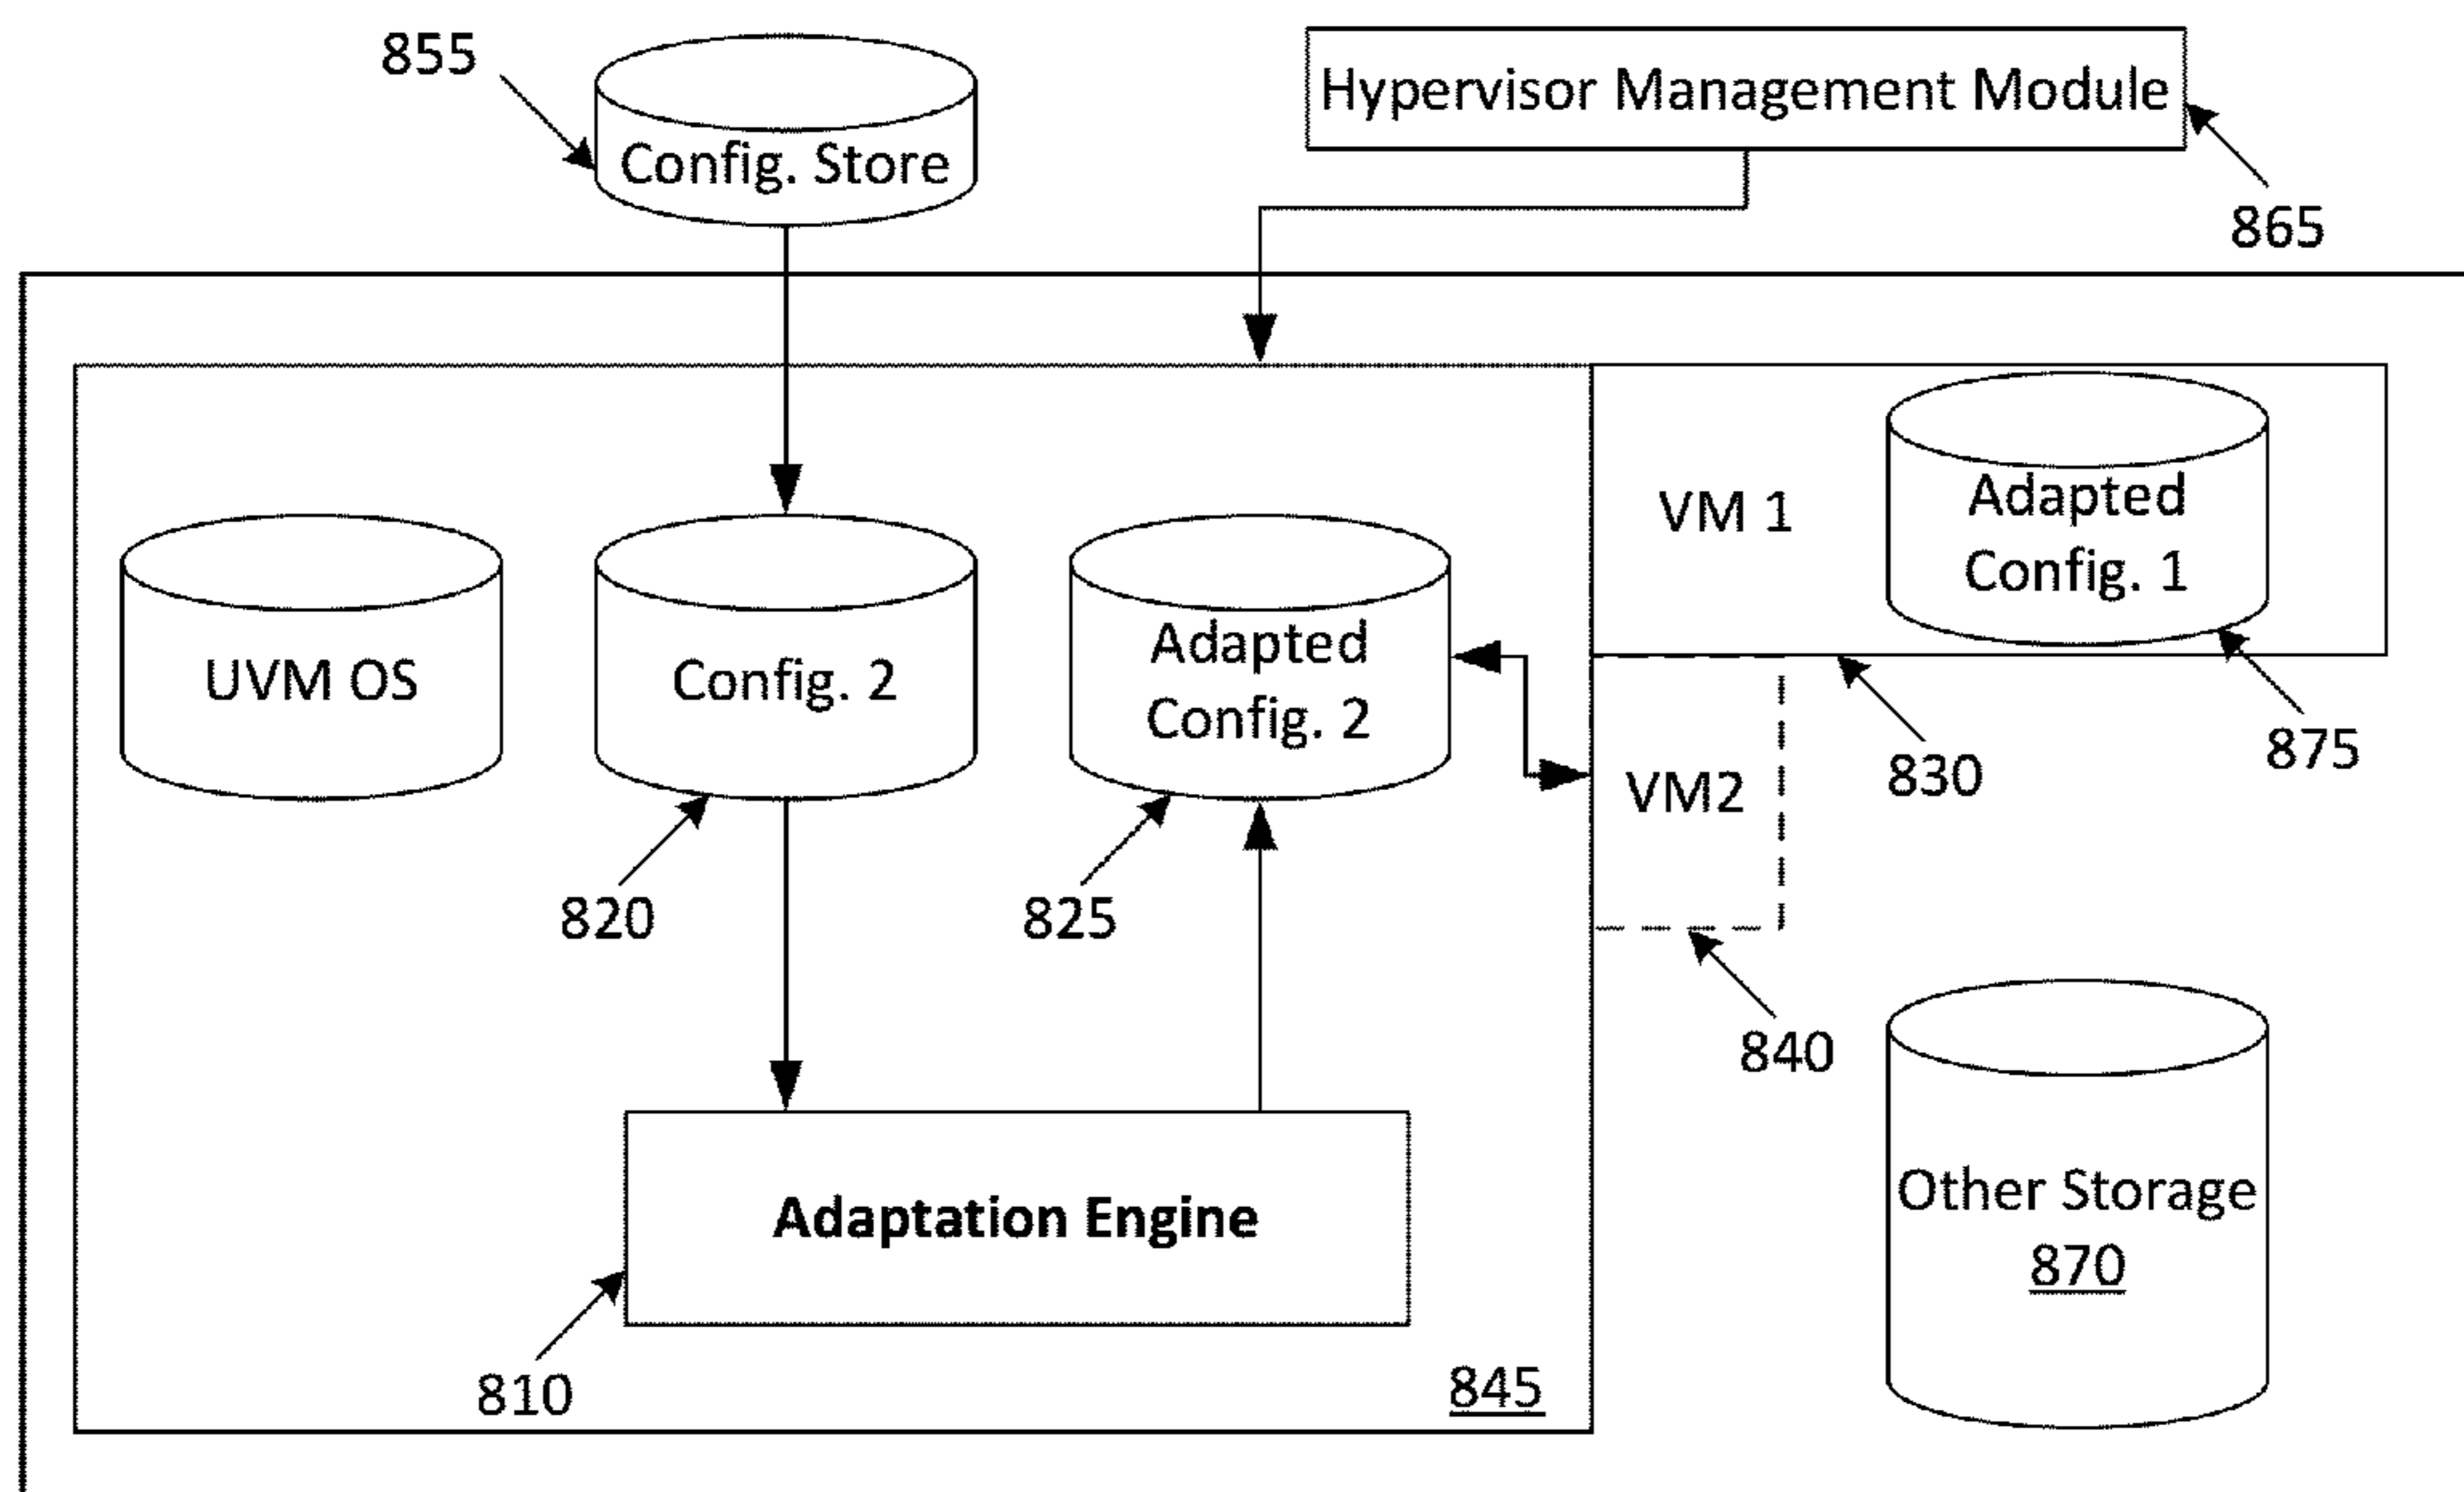 855
Config. Store
Hypervisor Management Module
865
UVM OS
Config. 2
Adapted
Config. 2
VM 1
Adapted
Config. 1
875
830
VM2
820
825
840
Adaptation Engine
810
845
Other Storage
870